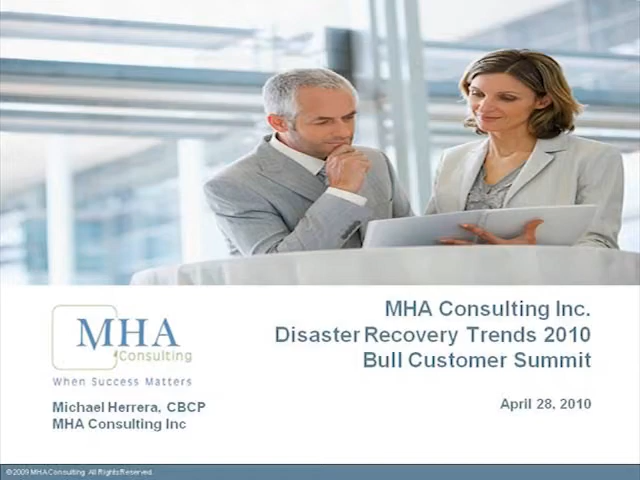 MHA Consulting Inc.
Disaster Recovery Trends 2010
Bull Customer Summit
April 28, 2010
MHA
Consulting
When Success Matters
Michael Herrera, CBCP
MHA Consulting Inc
©2009 MHA Consulting. All Rights Reserved.